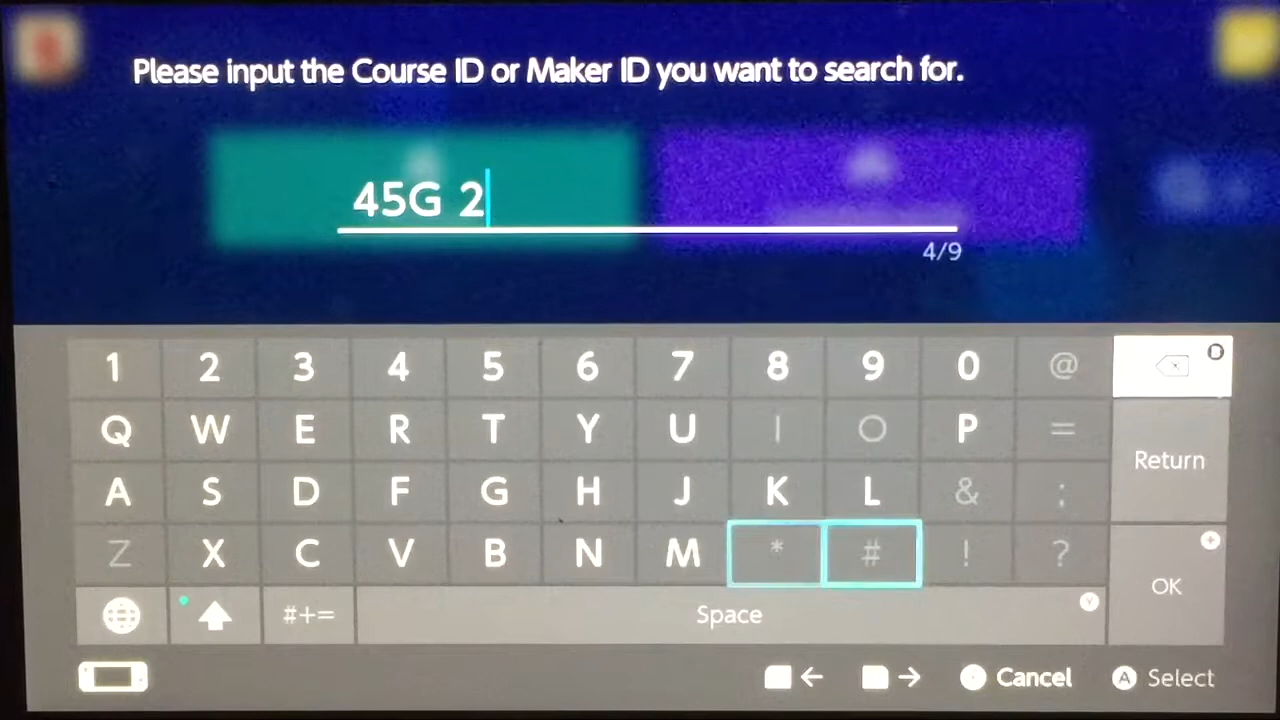 Please input the Course ID or Maker ID you want to search for.
45G 2
4/9
1 2 3 4 5 6 7 8 9 0 @
Q W E R T Y U I O P =
Return
A S D F G H J K L & ;
Z X C V B N M * # ! ?
OK
#+= Space Y
← → Cancel A Select